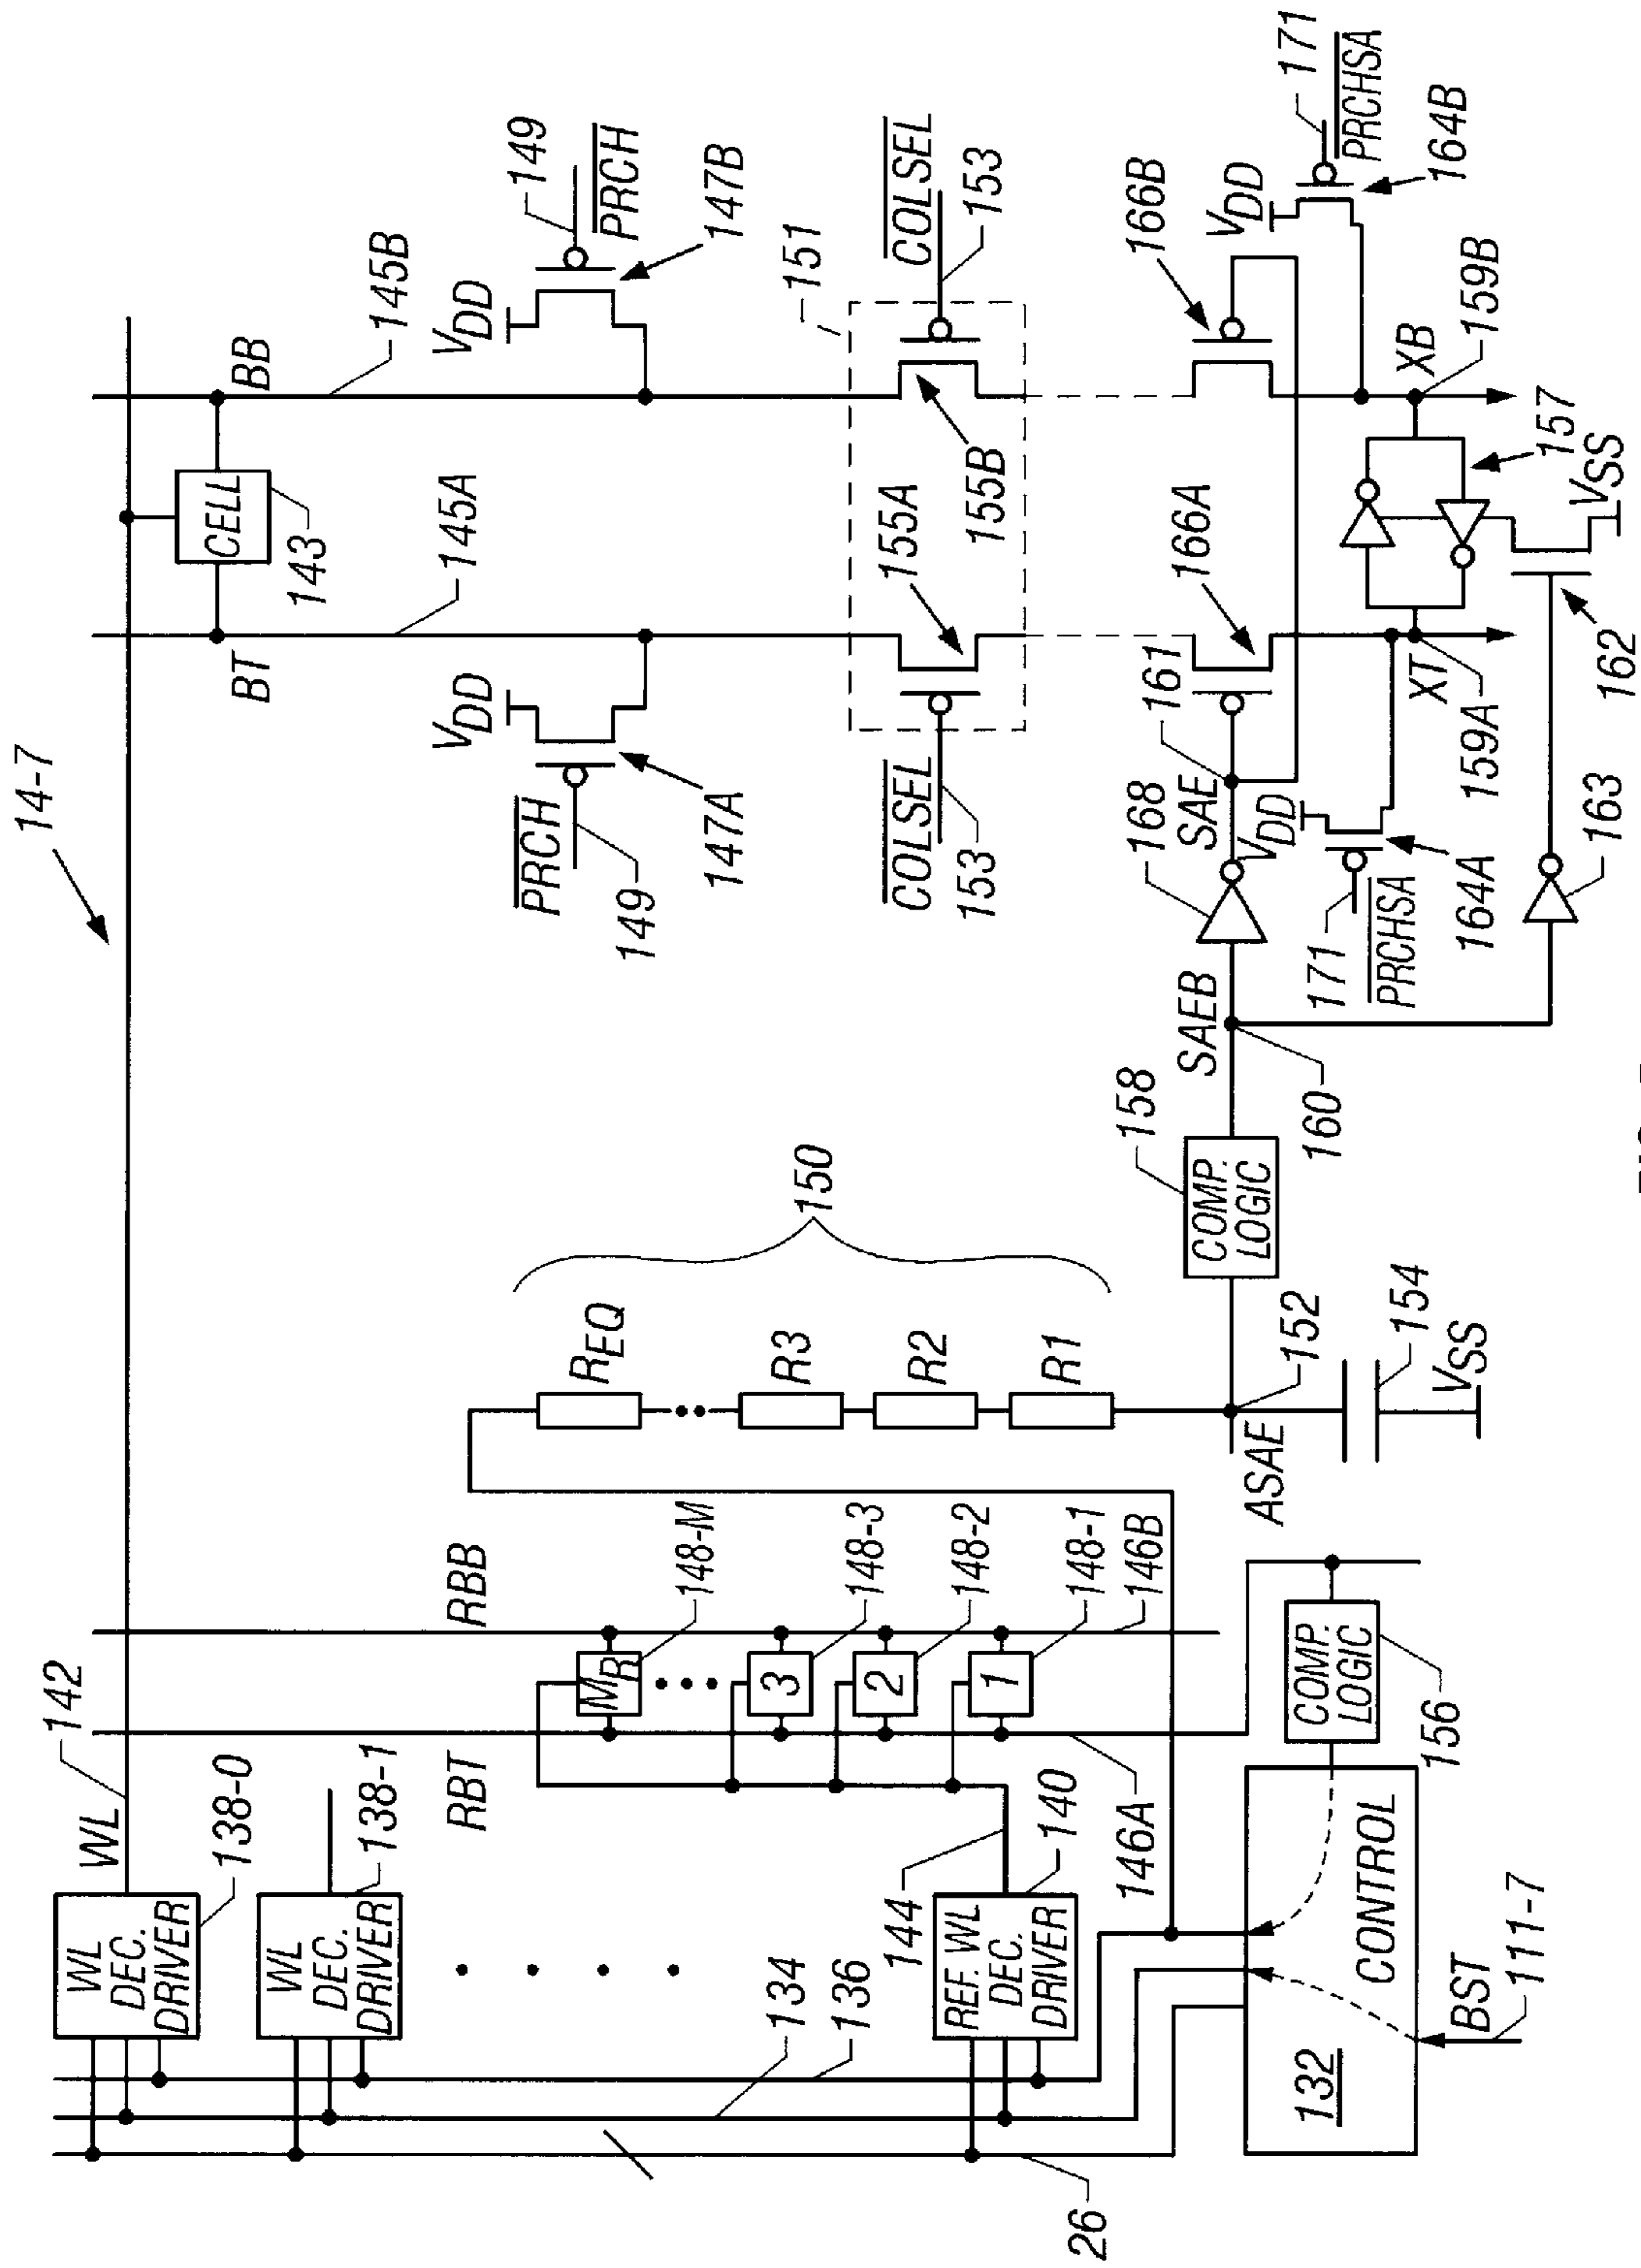 14-7
WL
142
WL
DEC.
DRIVER
138-0
WL
DEC.
DRIVER
138-1
134
136
REF. WL
DEC.
DRIVER
140
144
26
132
CONTROL
BST
111-7
COMP.
LOGIC
156
RBT
RBB
MR
148-M
3
148-3
2
148-2
1
148-1
146A
146B
REQ
R3
R2
R1
150
ASAE
152
154
VSS
COMP.
LOGIC
158
SAEB
160
168
SAE
161
163
162
VSS
157
BT
BB
CELL
143
145A
145B
VDD
PRCH
149
147A
VDD
PRCH
149
147B
151
COLSEL
153
155A
155B
COLSEL
153
166A
166B
VDD
171
PRCHSA
164A
VDD
171
PRCHSA
164B
XT
159A
XB
159B